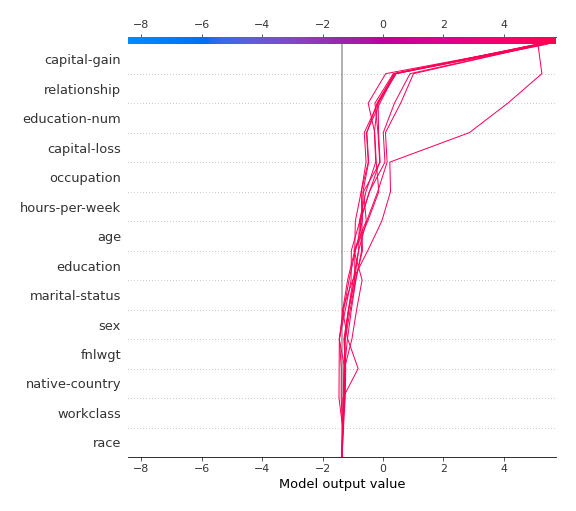 −8 −6 −4 −2 0 2 4
capital-gain
relationship
education-num
capital-loss
occupation
hours-per-week
age
education
marital-status
sex
fnlwgt
native-country
workclass
race
−8 −6 −4 −2 0 2 4
Model output value